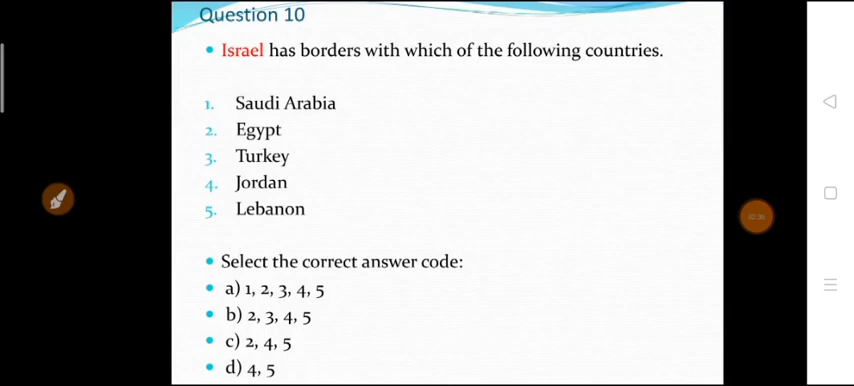 Question 10
• Israel has borders with which of the following countries.
1. Saudi Arabia
2. Egypt
3. Turkey
4. Jordan
5. Lebanon
• Select the correct answer code:
• a) 1, 2, 3, 4, 5
• b) 2, 3, 4, 5
• c) 2, 4, 5
• d) 4, 5